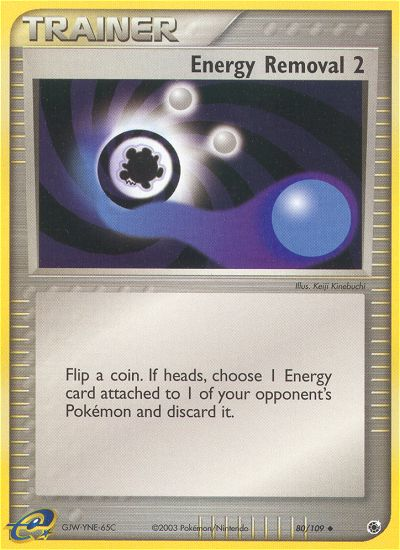 TRAINER
Energy Removal 2
Illus. Keiji Kinebuchi
Flip a coin. If heads, choose 1 Energy
card attached to 1 of your opponent's
Pokémon and discard it.
e
GJW-YNE-65C ©2003 Pokémon/Nintendo 80/109